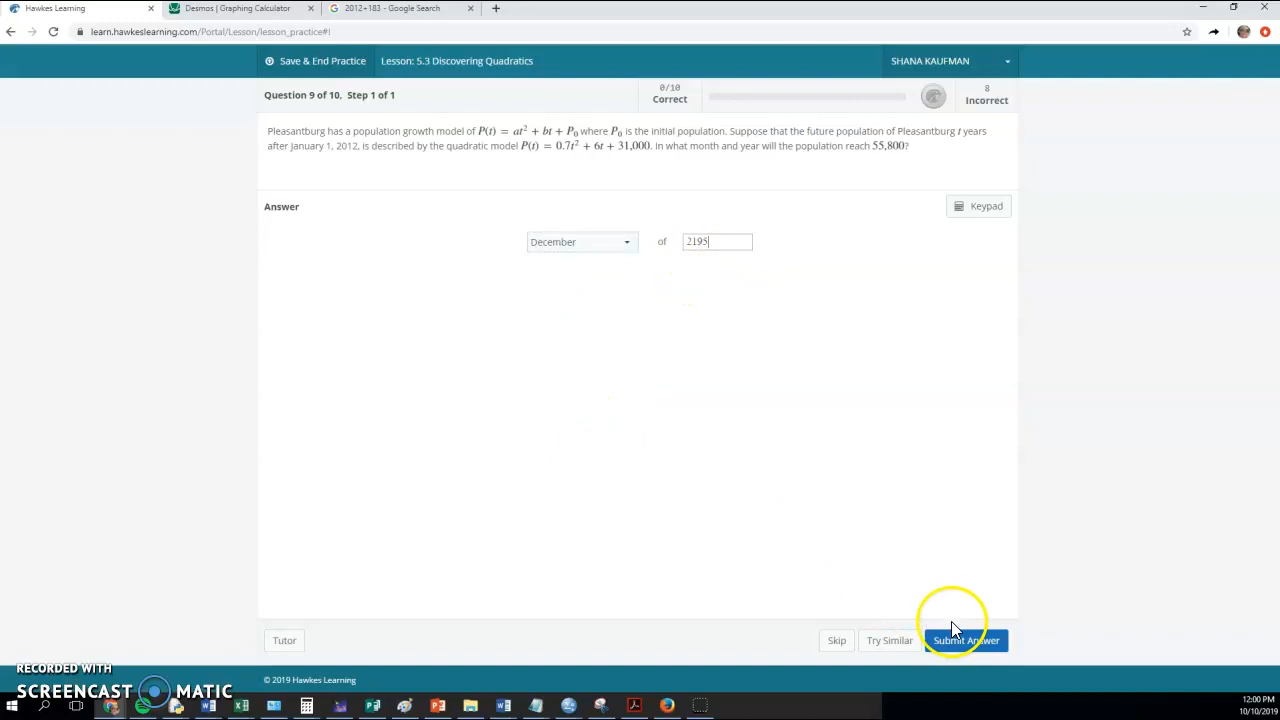 Hawkes Learning
Desmos | Graphing Calculator
2012+183 - Google Search
learn.hawkeslearning.com/Portal/Lesson/lesson_practice#!
Save & End Practice
Lesson: 5.3 Discovering Quadratics
SHANA KAUFMAN
Question 9 of 10, Step 1 of 1
0/10
Correct
8
Incorrect
Pleasantburg has a population growth model of P(t) = at² + bt + P₀ where P₀ is the initial population. Suppose that the future population of Pleasantburg t years
after january 1, 2012, is described by the quadratic model P(t) = 0.7t² + 6t + 31,000. In what month and year will the population reach 55,800?
Answer
Keypad
December of 2195
Tutor
Skip
Try Similar
Submit Answer
RECORDED WITH
SCREENCAST MATIC
© 2019 Hawkes Learning
12:00 PM
10/10/2019